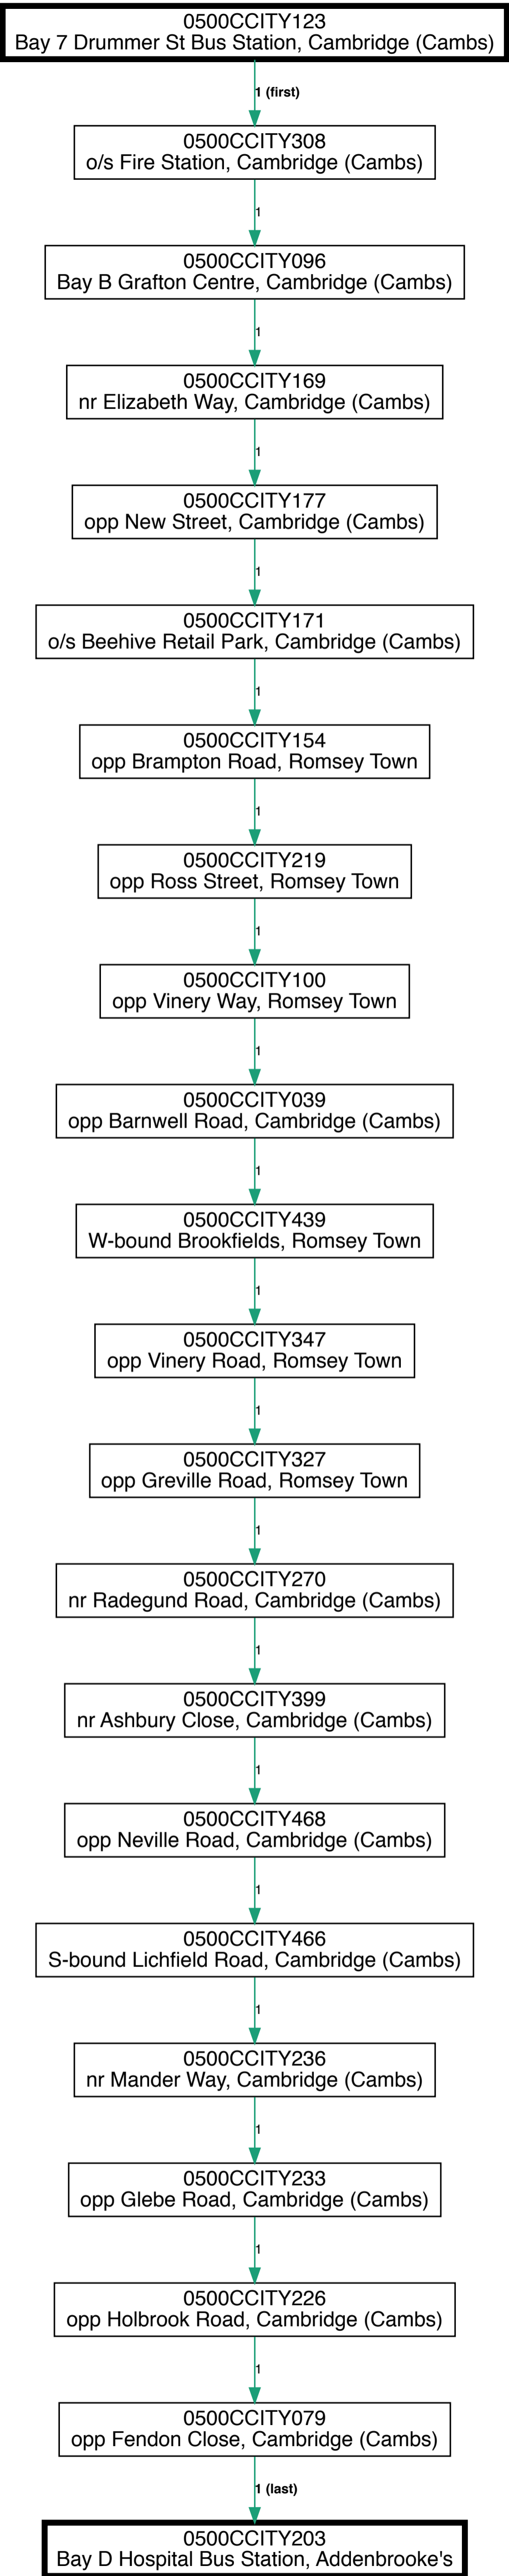 0500CCITY123
Bay 7 Drummer St Bus Station, Cambridge (Cambs)
1 (first)
0500CCITY308
o/s Fire Station, Cambridge (Cambs)
1
0500CCITY096
Bay B Grafton Centre, Cambridge (Cambs)
1
0500CCITY169
nr Elizabeth Way, Cambridge (Cambs)
1
0500CCITY177
opp New Street, Cambridge (Cambs)
1
0500CCITY171
o/s Beehive Retail Park, Cambridge (Cambs)
1
0500CCITY154
opp Brampton Road, Romsey Town
1
0500CCITY219
opp Ross Street, Romsey Town
1
0500CCITY100
opp Vinery Way, Romsey Town
1
0500CCITY039
opp Barnwell Road, Cambridge (Cambs)
1
0500CCITY439
W-bound Brookfields, Romsey Town
1
0500CCITY347
opp Vinery Road, Romsey Town
1
0500CCITY327
opp Greville Road, Romsey Town
1
0500CCITY270
nr Radegund Road, Cambridge (Cambs)
1
0500CCITY399
nr Ashbury Close, Cambridge (Cambs)
1
0500CCITY468
opp Neville Road, Cambridge (Cambs)
1
0500CCITY466
S-bound Lichfield Road, Cambridge (Cambs)
1
0500CCITY236
nr Mander Way, Cambridge (Cambs)
1
0500CCITY233
opp Glebe Road, Cambridge (Cambs)
1
0500CCITY226
opp Holbrook Road, Cambridge (Cambs)
1
0500CCITY079
opp Fendon Close, Cambridge (Cambs)
1 (last)
0500CCITY203
Bay D Hospital Bus Station, Addenbrooke's